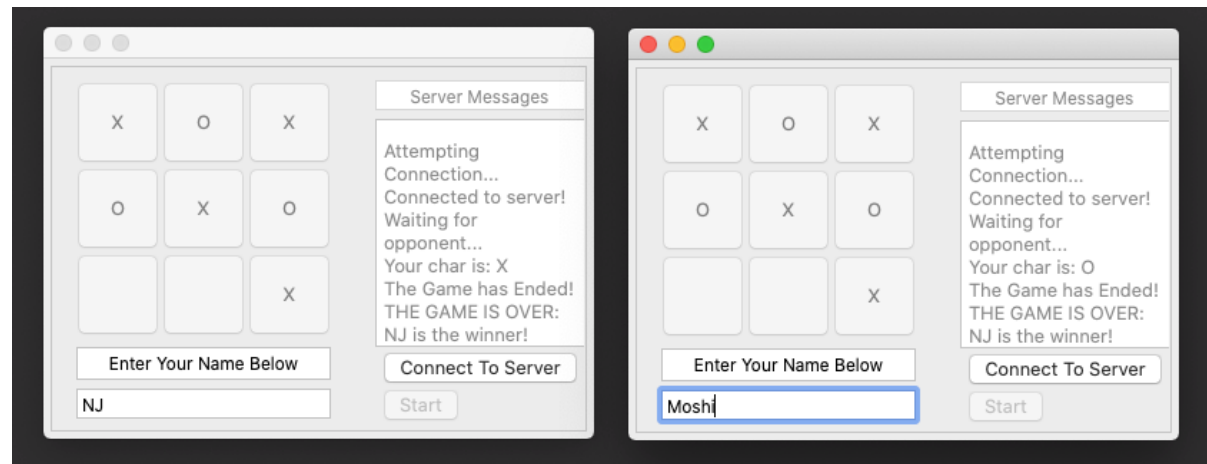 Server Messages
X O X
Attempting
Connection...
Connected to server!
O X O
Waiting for
opponent...
Your char is: X
X
The Game has Ended!
THE GAME IS OVER:
NJ is the winner!
Enter Your Name Below
Connect To Server
NJ
Start
Server Messages
X O X
Attempting
Connection...
Connected to server!
O X O
Waiting for
opponent...
Your char is: O
X
The Game has Ended!
THE GAME IS OVER:
NJ is the winner!
Enter Your Name Below
Connect To Server
Moshi
Start